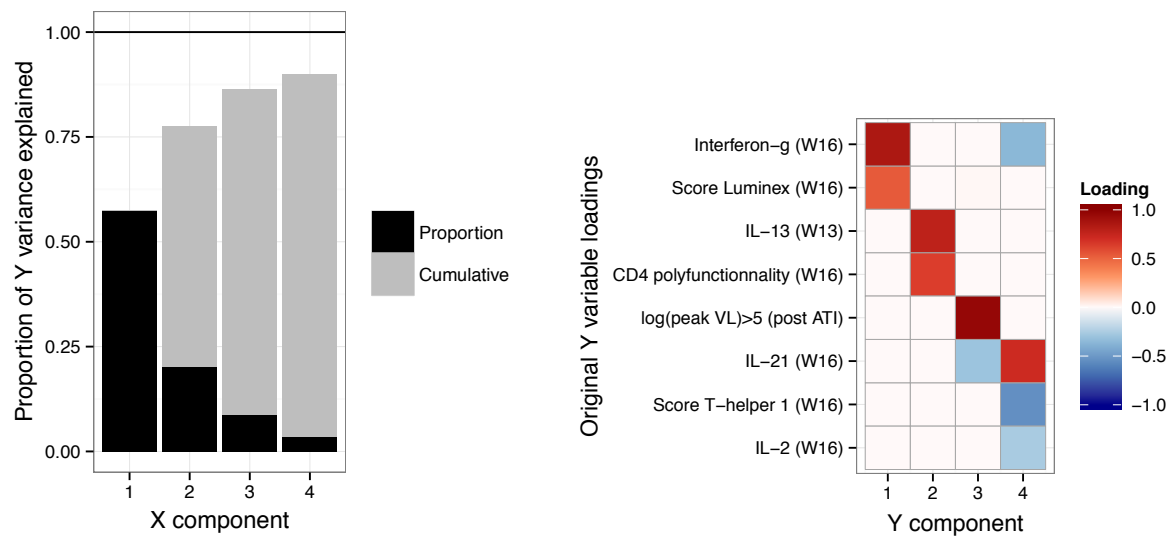 Proportion of Y variance explained
1.00
0.75
0.50
0.25
0.00
1 2 3 4
X component
Proportion
Cumulative
Original Y variable loadings
Interferon−g (W16)
Score Luminex (W16)
IL−13 (W13)
CD4 polyfunctionnality (W16)
log(peak VL)>5 (post ATI)
IL−21 (W16)
Score T−helper 1 (W16)
IL−2 (W16)
1 2 3 4
Y component
Loading
1.0
0.5
0.0
−0.5
−1.0